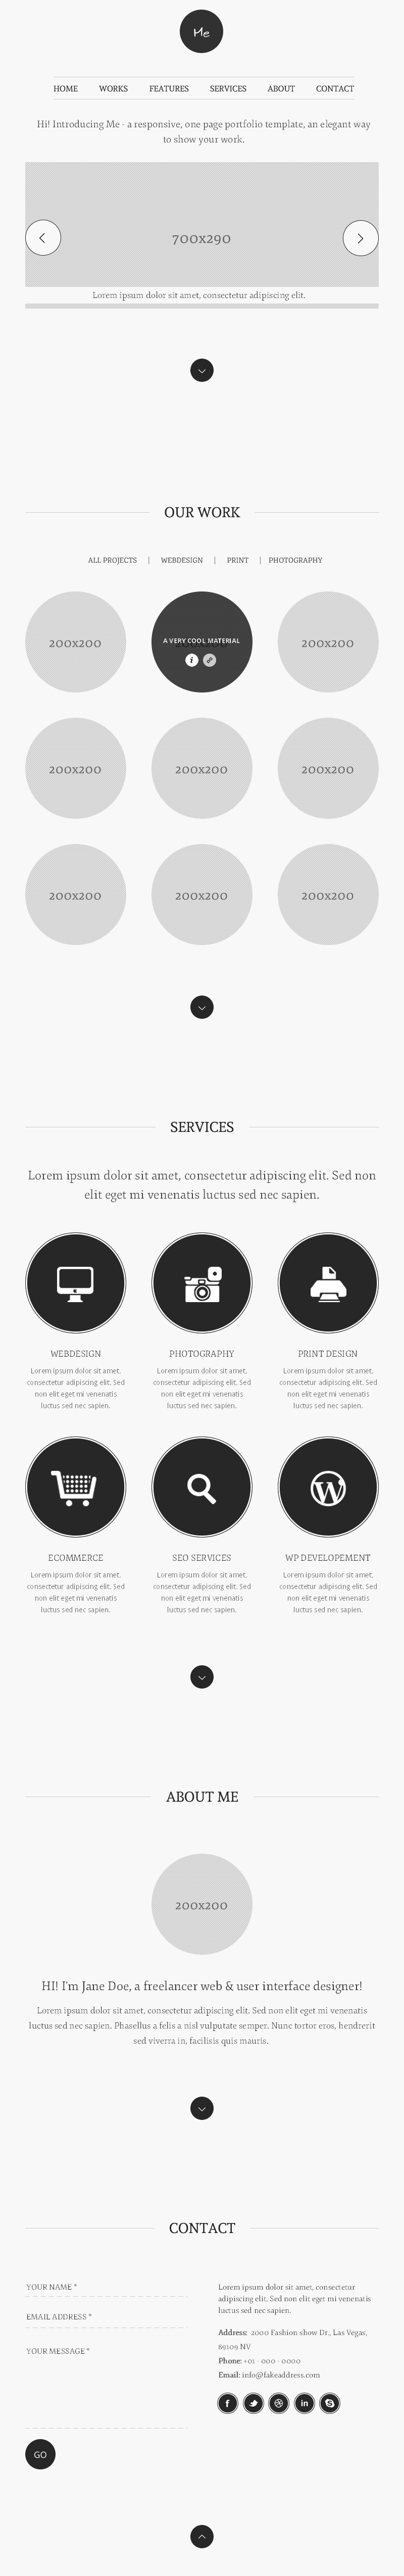 Me
HOME WORKS FEATURES SERVICES ABOUT CONTACT
Hi! Introducing Me - a responsive, one page portfolio template, an elegant way
to show your work.
700x290
Lorem ipsum dolor sit amet, consectetur adipiscing elit.
OUR WORK
ALL PROJECTS | WEBDESIGN | PRINT | PHOTOGRAPHY
200x200 A VERY COOL MATERIAL 200x200
200x200 200x200 200x200
200x200 200x200 200x200
SERVICES
Lorem ipsum dolor sit amet, consectetur adipiscing elit. Sed non
elit eget mi venenatis luctus sed nec sapien.
WEBDESIGN
Lorem ipsum dolor sit amet,
consectetur adipiscing elit. Sed
non elit eget mi venenatis
luctus sed nec sapien.
PHOTOGRAPHY
Lorem ipsum dolor sit amet,
consectetur adipiscing elit. Sed
non elit eget mi venenatis
luctus sed nec sapien.
PRINT DESIGN
Lorem ipsum dolor sit amet,
consectetur adipiscing elit. Sed
non elit eget mi venenatis
luctus sed nec sapien.
ECOMMERCE
Lorem ipsum dolor sit amet,
consectetur adipiscing elit. Sed
non elit eget mi venenatis
luctus sed nec sapien.
SEO SERVICES
Lorem ipsum dolor sit amet,
consectetur adipiscing elit. Sed
non elit eget mi venenatis
luctus sed nec sapien.
WP DEVELOPEMENT
Lorem ipsum dolor sit amet,
consectetur adipiscing elit. Sed
non elit eget mi venenatis
luctus sed nec sapien.
ABOUT ME
200x200
HI! I'm Jane Doe, a freelancer web & user interface designer!
Lorem ipsum dolor sit amet, consectetur adipiscing elit. Sed non elit eget mi venenatis
luctus sed nec sapien. Phasellus a felis a nisl vulputate semper. Nunc tortor eros, hendrerit
sed viverra in, facilisis quis mauris.
CONTACT
YOUR NAME *
EMAIL ADDRESS *
YOUR MESSAGE *
GO
Lorem ipsum dolor sit amet, consectetur
adipiscing elit. Sed non elit eget mi venenatis
luctus sed nec sapien.
Address: 2000 Fashion show Dr., Las Vegas,
89109 NV
Phone: +01 - 000 - 0000
Email: info@fakeaddress.com